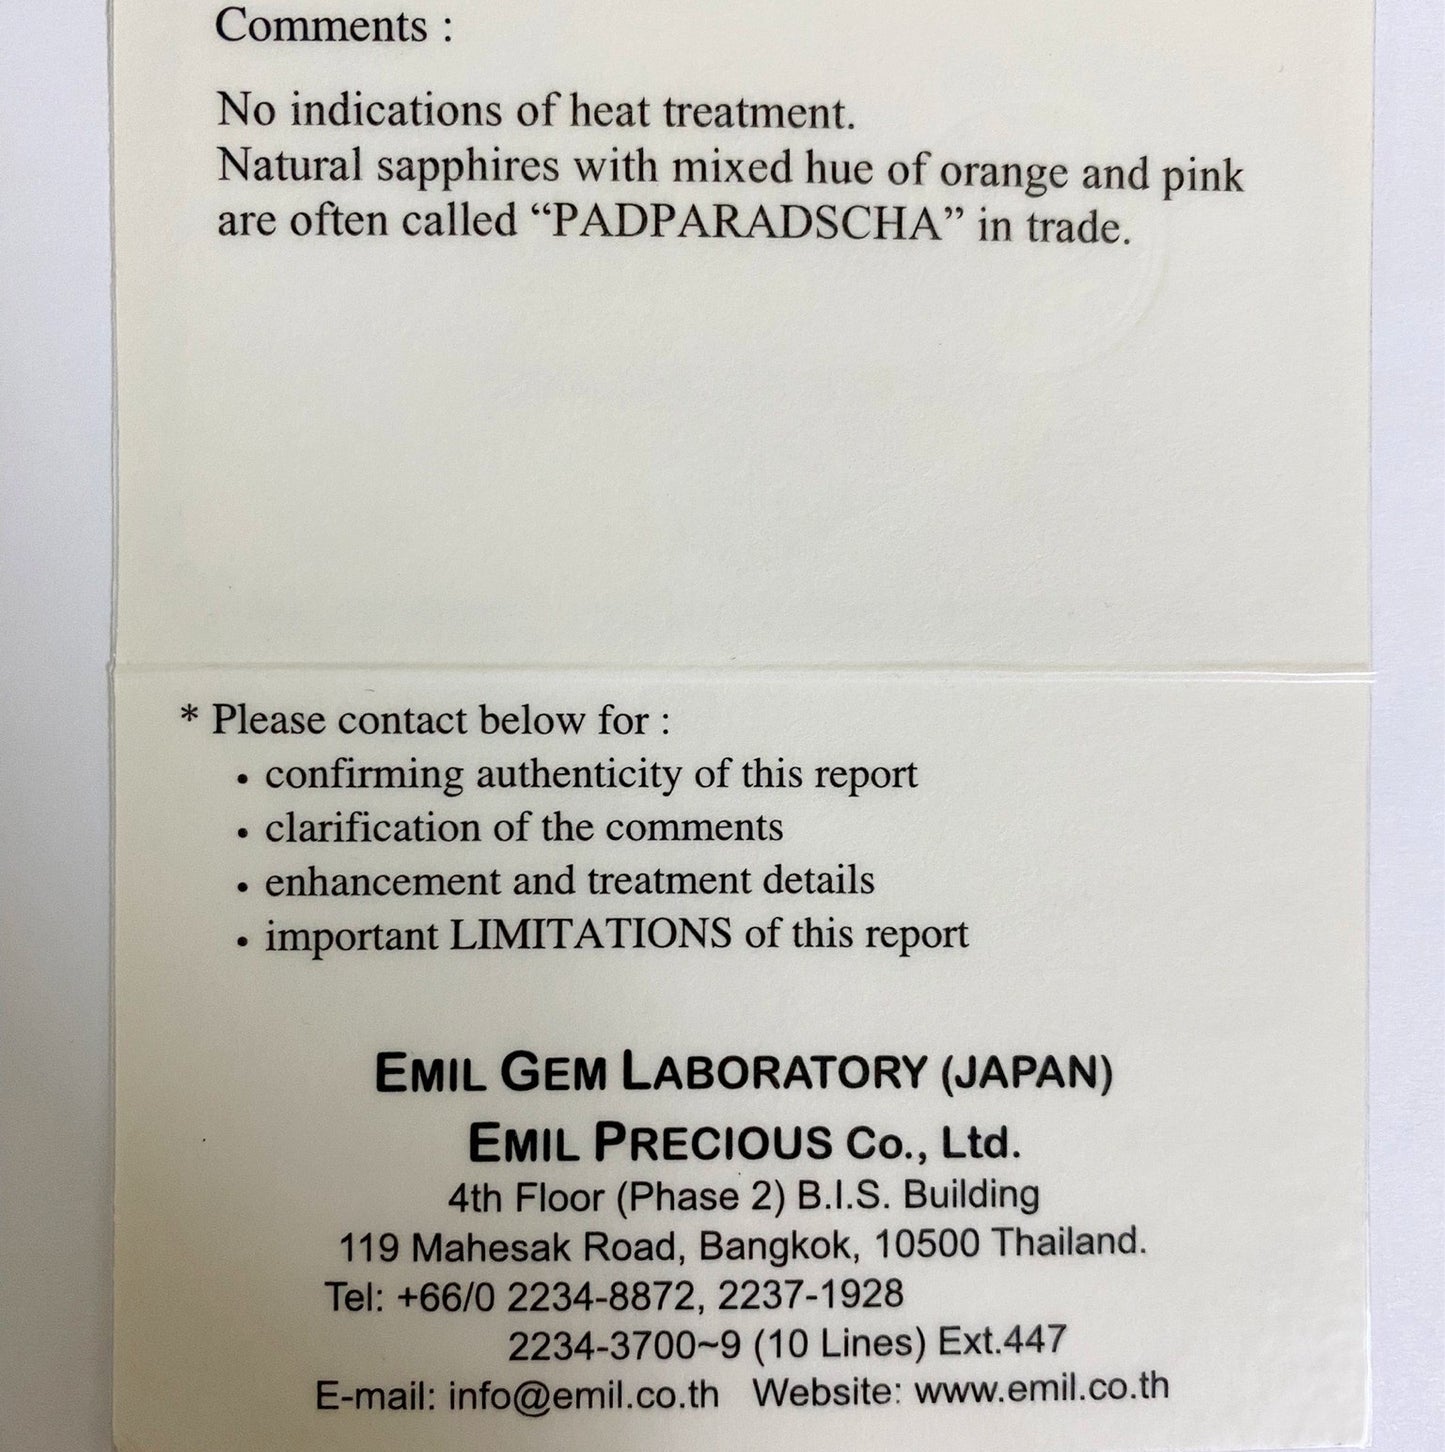 Comments :
No indications of heat treatment.
Natural sapphires with mixed hue of orange and pink
are often called “PADPARADSCHA” in trade.
* Please contact below for :
• confirming authenticity of this report
• clarification of the comments
• enhancement and treatment details
• important LIMITATIONS of this report
EMIL GEM LABORATORY (JAPAN)
EMIL PRECIOUS Co., Ltd.
4th Floor (Phase 2) B.I.S. Building
119 Mahesak Road, Bangkok, 10500 Thailand.
Tel: +66/0 2234-8872, 2237-1928
2234-3700~9 (10 Lines) Ext.447
E-mail: info@emil.co.th Website: www.emil.co.th